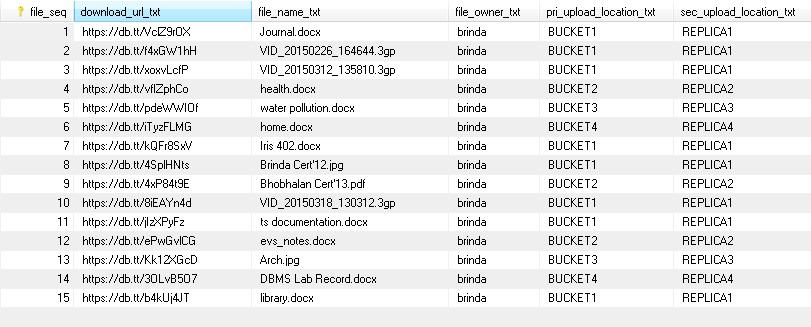 file_seq download_url_txt file_name_txt file_owner_txt pri_upload_location_txt sec_upload_location_txt
1 https://db.tt/VclZ9rOX Journal.docx brinda BUCKET1 REPLICA1
2 https://db.tt/f4xGW1hH VID_20150226_164644.3gp brinda BUCKET1 REPLICA1
3 https://db.tt/xoxvLcfP VID_20150312_135810.3gp brinda BUCKET1 REPLICA1
4 https://db.tt/vflZphCo health.docx brinda BUCKET2 REPLICA2
5 https://db.tt/pdeWWIOf water pollution.docx brinda BUCKET3 REPLICA3
6 https://db.tt/iTyzFLMG home.docx brinda BUCKET4 REPLICA4
7 https://db.tt/kQFr8SxV Iris 402.docx brinda BUCKET1 REPLICA1
8 https://db.tt/4SplHNts Brinda Cert'12.jpg brinda BUCKET1 REPLICA1
9 https://db.tt/4xP84t9E Bhobhalan Cert'13.pdf brinda BUCKET2 REPLICA2
10 https://db.tt/8iEAYn4d VID_20150318_130312.3gp brinda BUCKET1 REPLICA1
11 https://db.tt/jIzXPyFz ts documentation.docx brinda BUCKET1 REPLICA1
12 https://db.tt/ePwGvICG evs_notes.docx brinda BUCKET2 REPLICA2
13 https://db.tt/Kk1ZXGcD Arch.jpg brinda BUCKET3 REPLICA3
14 https://db.tt/3OLvB5O7 DBMS Lab Record.docx brinda BUCKET4 REPLICA4
15 https://db.tt/b4kUj4JT library.docx brinda BUCKET1 REPLICA1